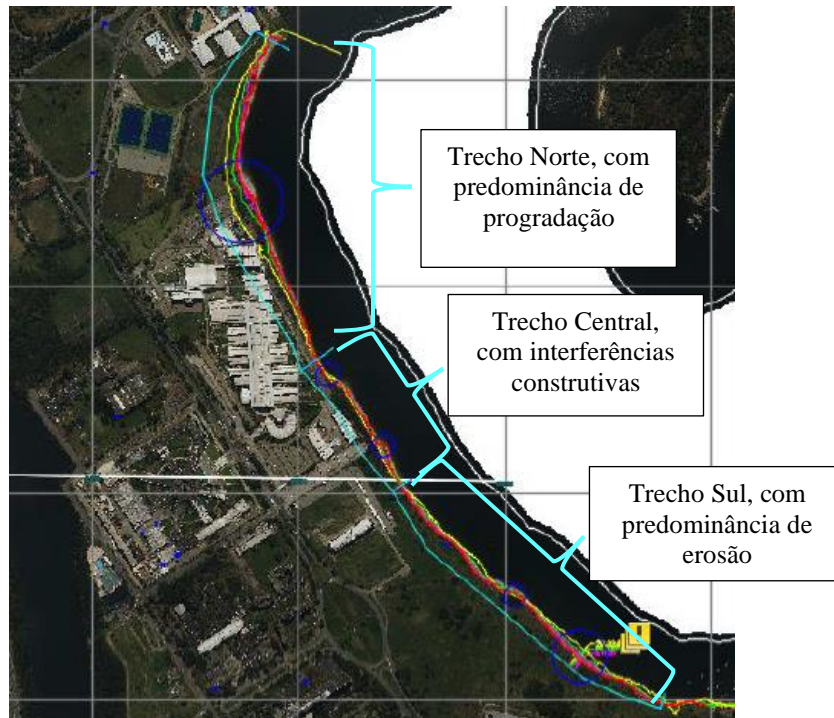 Trecho Norte, com
predominância de
progradação
Trecho Central,
com interferências
construtivas
Trecho Sul, com
predominância de
erosão